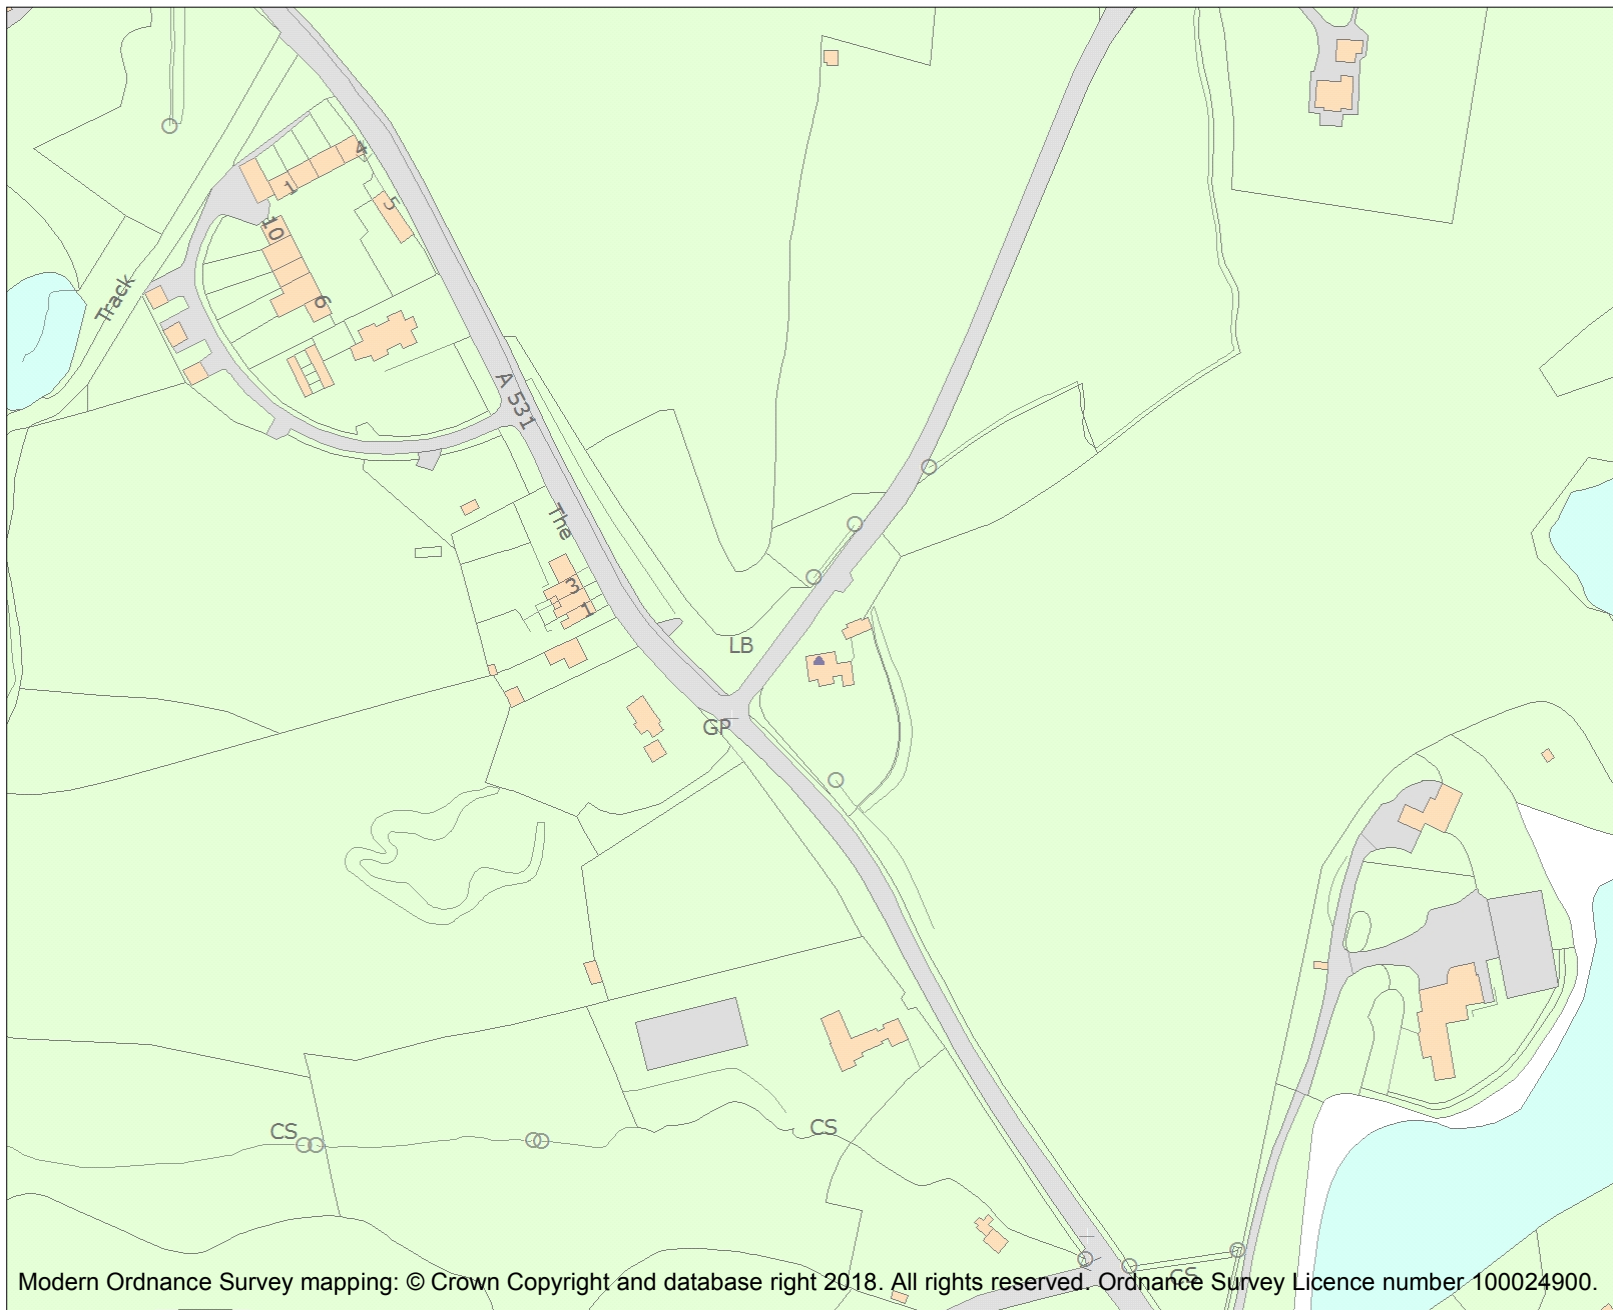 4
1
5
10
Track
6
A 531
The
3
1
LB
GP
CS
CS
CS
Modern Ordnance Survey mapping: © Crown Copyright and database right 2018. All rights reserved. Ordnance Survey Licence number 100024900.